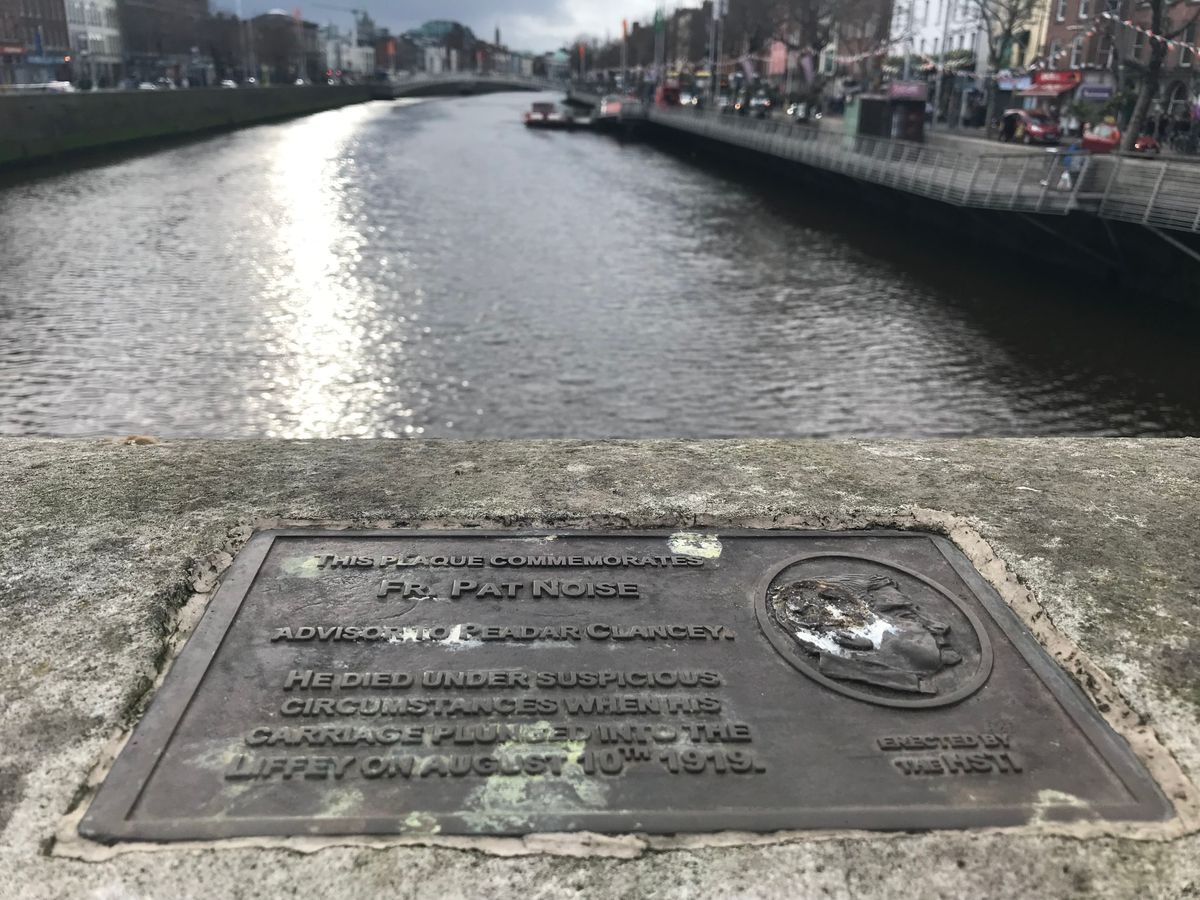 THIS PLAQUE COMMEMORATES
FR. PAT NOISE
ADVISOR TO PEADAR CLANCEY.
HE DIED UNDER SUSPICIOUS
CIRCUMSTANCES WHEN HIS
CARRIAGE PLUNGED INTO THE
LIFFEY ON AUGUST 10TH 1919.
ERECTED BY
THE HSTI